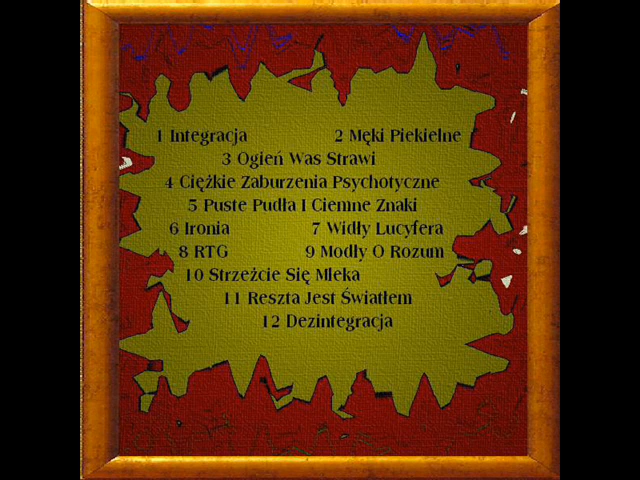 1 Integracja 2 Męki Piekielne
3 Ogień Was Strawi
4 Ciężkie Zaburzenia Psychotyczne
5 Puste Pudła I Ciemne Znaki
6 Ironia 7 Widły Lucyfera
8 RTG 9 Modły O Rozum
10 Strzeżcie Się Mleka
11 Reszta Jest Światłem
12 Dezintegracja